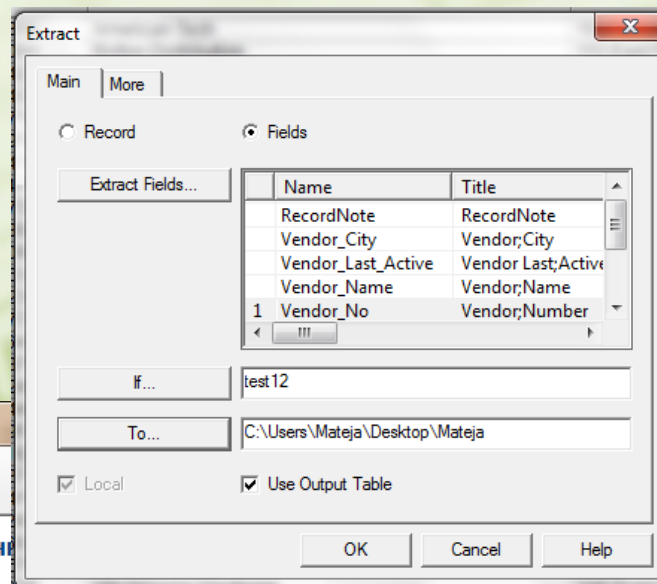 Extract
Main More
Record Fields
Extract Fields...
Name Title
RecordNote RecordNote
Vendor_City Vendor;City
Vendor_Last_Active Vendor Last;Active
Vendor_Name Vendor;Name
1 Vendor_No Vendor;Number
If... test12
To... C:\Users\Mateja\Desktop\Mateja
Local Use Output Table
OK Cancel Help